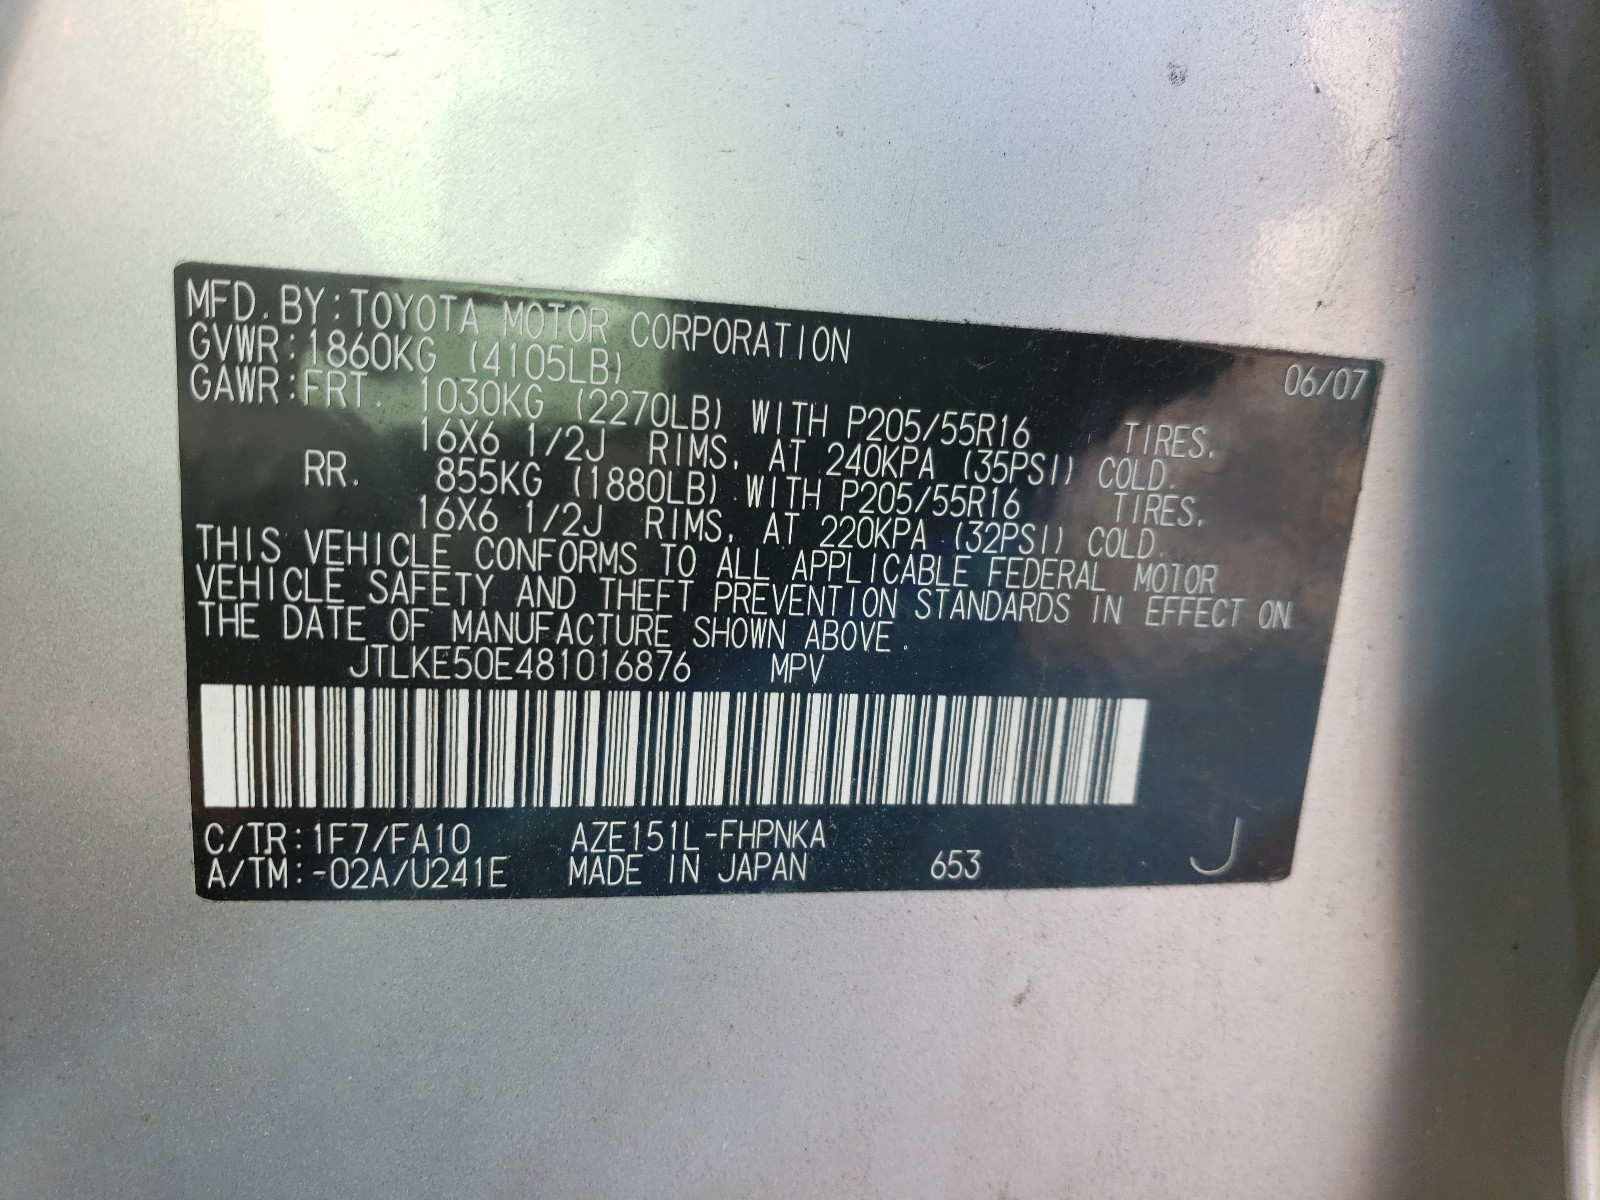 MFD. BY: TOYOTA MOTOR CORPORATION 06/07
GVWR: 1860KG (4105LB)
GAWR: FRT. 1030KG (2270LB) WITH P205/55R16 TIRES,
16X6 1/2J RIMS, AT 240KPA (35PSI) COLD.
RR. 855KG (1880LB) WITH P205/55R16 TIRES,
16X6 1/2J RIMS, AT 220KPA (32PSI) COLD.
THIS VEHICLE CONFORMS TO ALL APPLICABLE FEDERAL MOTOR
VEHICLE SAFETY AND THEFT PREVENTION STANDARDS IN EFFECT ON
THE DATE OF MANUFACTURE SHOWN ABOVE.
JTLKE50E481016876 MPV
C/TR: 1F7/FA10 AZE151L-FHPNKA
A/TM: -02A/U241E MADE IN JAPAN 653 J